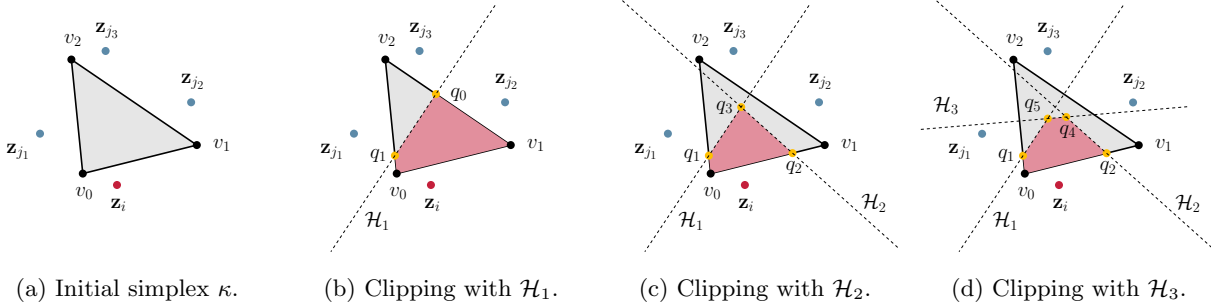 v₂ 𝐳ⱼ₃ 𝐳ⱼ₂ 𝐳ⱼ₁ v₁ v₀ 𝐳ᵢ
v₂ 𝐳ⱼ₃ 𝐳ⱼ₂ q₀ 𝐳ⱼ₁ q₁ v₁ v₀ 𝐳ᵢ ℋ₁
v₂ 𝐳ⱼ₃ 𝐳ⱼ₂ q₃ 𝐳ⱼ₁ q₁ v₁ q₂ v₀ 𝐳ᵢ ℋ₁ ℋ₂
v₂ 𝐳ⱼ₃ 𝐳ⱼ₂ ℋ₃ q₅ q₄ 𝐳ⱼ₁ q₁ v₁ q₂ v₀ 𝐳ᵢ ℋ₁ ℋ₂
(a) Initial simplex κ.
(b) Clipping with ℋ₁.
(c) Clipping with ℋ₂.
(d) Clipping with ℋ₃.